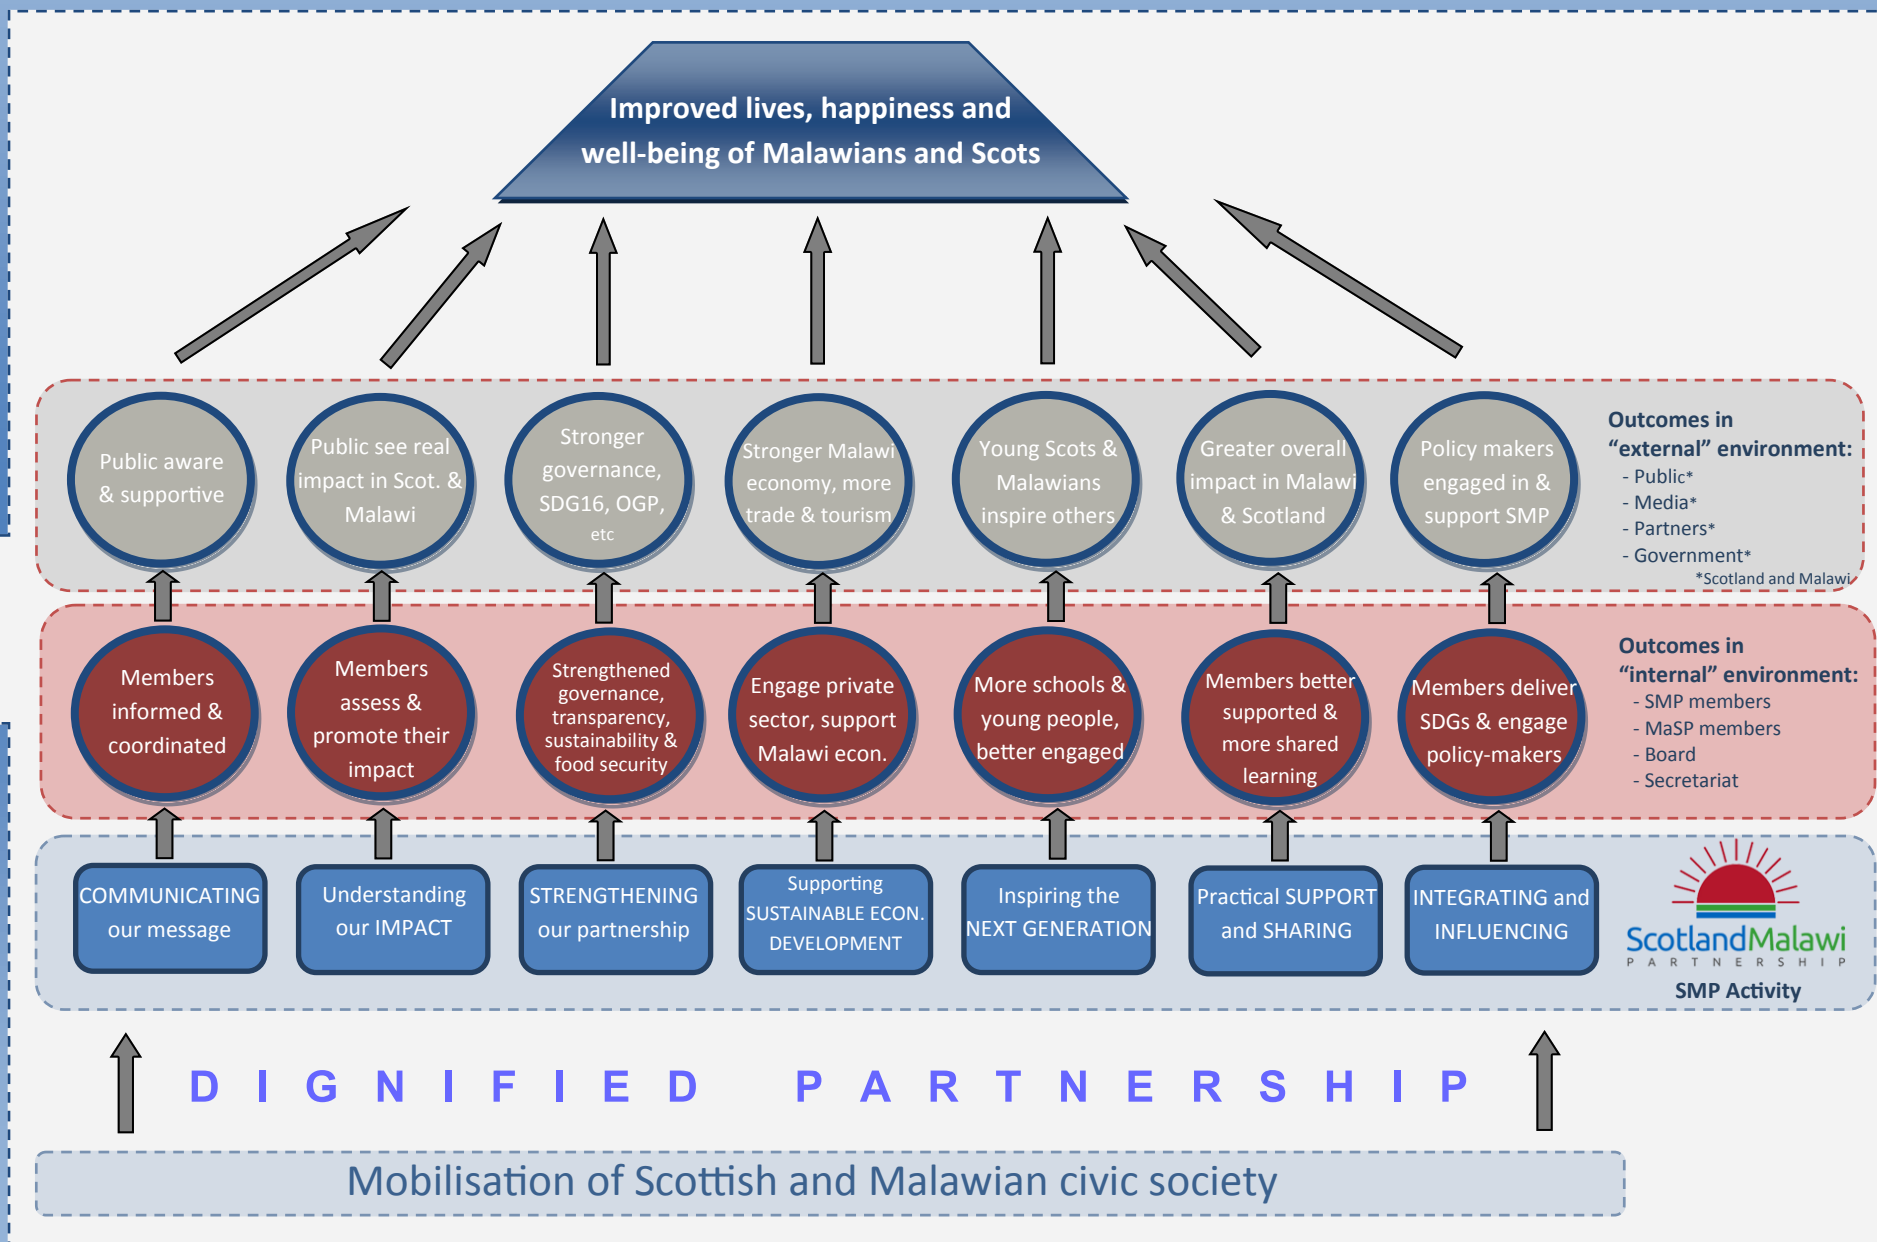 Improved lives, happiness and
well-being of Malawians and Scots
Public aware
& supportive
Public see real
impact in Scot. &
Malawi
Stronger
governance,
SDG16, OGP,
etc
Stronger Malawi
economy, more
trade & tourism
Young Scots &
Malawians
inspire others
Greater overall
impact in Malawi
& Scotland
Policy makers
engaged in &
support SMP
Outcomes in
“external” environment:
- Public*
- Media*
- Partners*
- Government*
*Scotland and Malawi
Members
informed &
coordinated
Members
assess &
promote their
impact
Strengthened
governance,
transparency,
sustainability &
food security
Engage private
sector, support
Malawi econ.
More schools &
young people,
better engaged
Members better
supported &
more shared
learning
Members deliver
SDGs & engage
policy-makers
Outcomes in
“internal” environment:
- SMP members
- MaSP members
- Board
- Secretariat
COMMUNICATING
our message
Understanding
our IMPACT
STRENGTHENING
our partnership
Supporting
SUSTAINABLE ECON.
DEVELOPMENT
Inspiring the
NEXT GENERATION
Practical SUPPORT
and SHARING
INTEGRATING and
INFLUENCING
ScotlandMalawi
PARTNERSHIP
SMP Activity
DIGNIFIED PARTNERSHIP
Mobilisation of Scottish and Malawian civic society